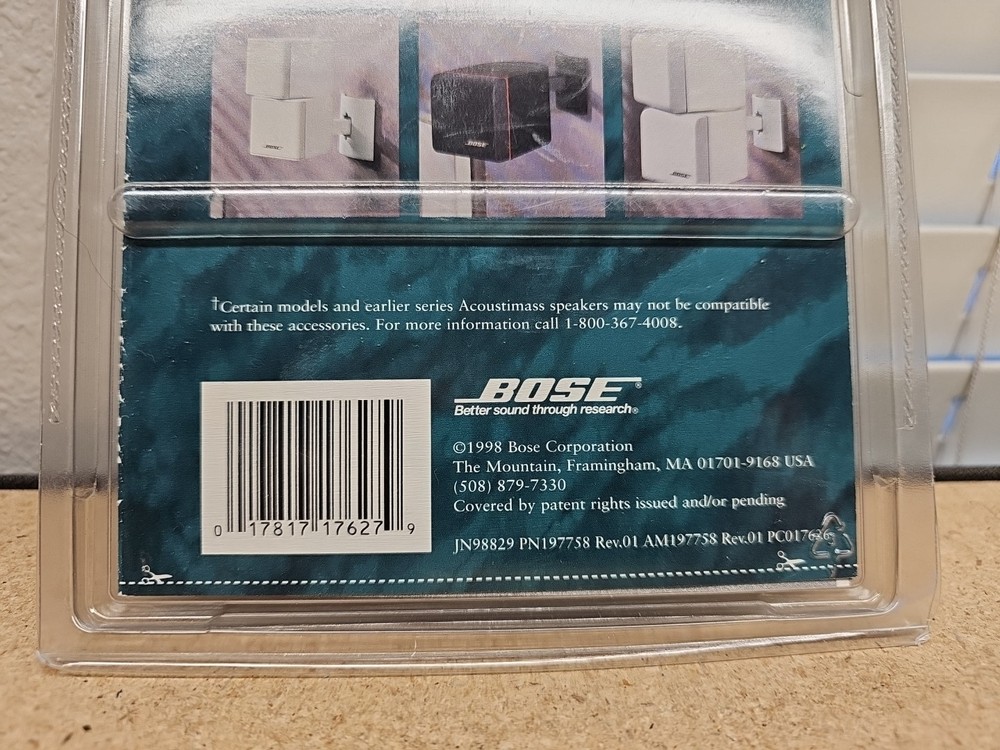 BOSE
BOSE
BOSE
†Certain models and earlier series Acoustimass speakers may not be compatible
with these accessories. For more information call 1-800-367-4008.
BOSE®
Better sound through research®
©1998 Bose Corporation
The Mountain, Framingham, MA 01701-9168 USA
(508) 879-7330
Covered by patent rights issued and/or pending
0 17817 17627 9
JN98829 PN197758 Rev.01 AM197758 Rev.01